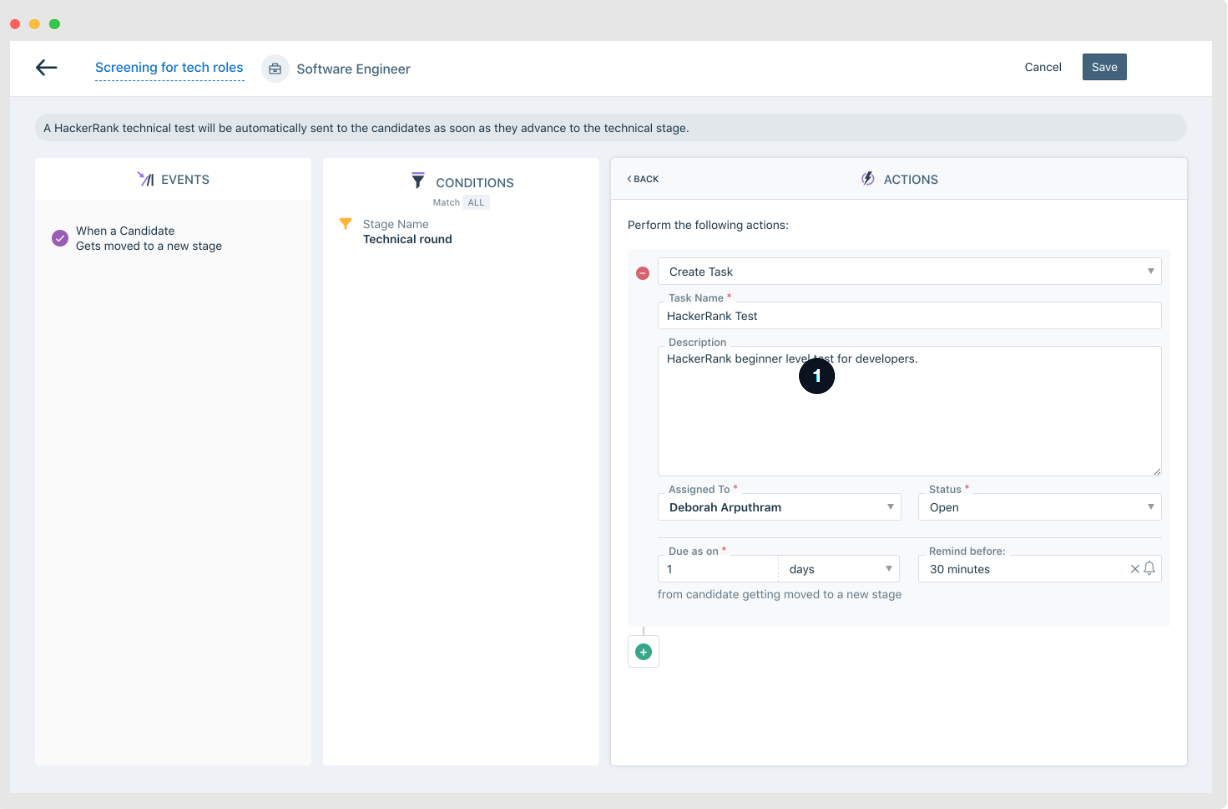 Screening for tech roles
Software Engineer
Cancel
Save
A HackerRank technical test will be automatically sent to the candidates as soon as they advance to the technical stage.
EVENTS
When a Candidate
Gets moved to a new stage
CONDITIONS
Match ALL
Stage Name
Technical round
BACK
ACTIONS
Perform the following actions:
Create Task
Task Name *
HackerRank Test
Description
HackerRank beginner level test for developers.
1
Assigned To *
Deborah Arputhram
Status *
Open
Due as on *
1 days
Remind before:
30 minutes
from candidate getting moved to a new stage